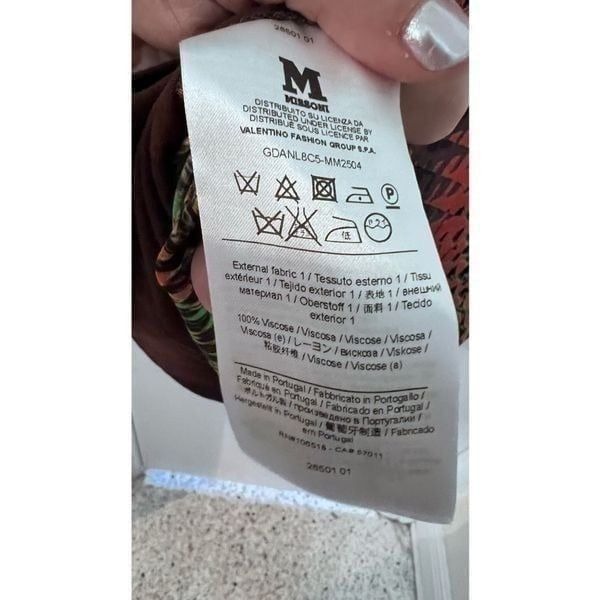 26501 01
M
MISSONI
DISTRIBUITO SU LICENZA DA
DISTRIBUTED UNDER LICENSE BY
DISTRIBUÉ SOUS LICENCE PAR
VALENTINO FASHION GROUP S.P.A.
GDANL8C5-MM2504
P
低
External fabric 1 / Tessuto esterno 1 / Tissu
extérieur 1 / Tejido exterior 1 / 表地 1 / внешний
материал 1 / Oberstoff 1 / 面料 1 / Tecido
exterior 1
100% Viscose / Viscosa / Viscose / Viscosa /
Viscosa (e) / レーヨン / вискоза / Viskose /
粘胶纤维 / Viscose / Viscose (a)
Made in Portugal / Fabbricato in Portogallo /
Fabriqué en Portugal / Fabricado en Portugal /
ポルトガル製 / произведено в Португалии /
Hergestellt in Portugal / 葡萄牙制造 / Fabricado
em Portugal
RN#106518 - CA# 57011
26501 01